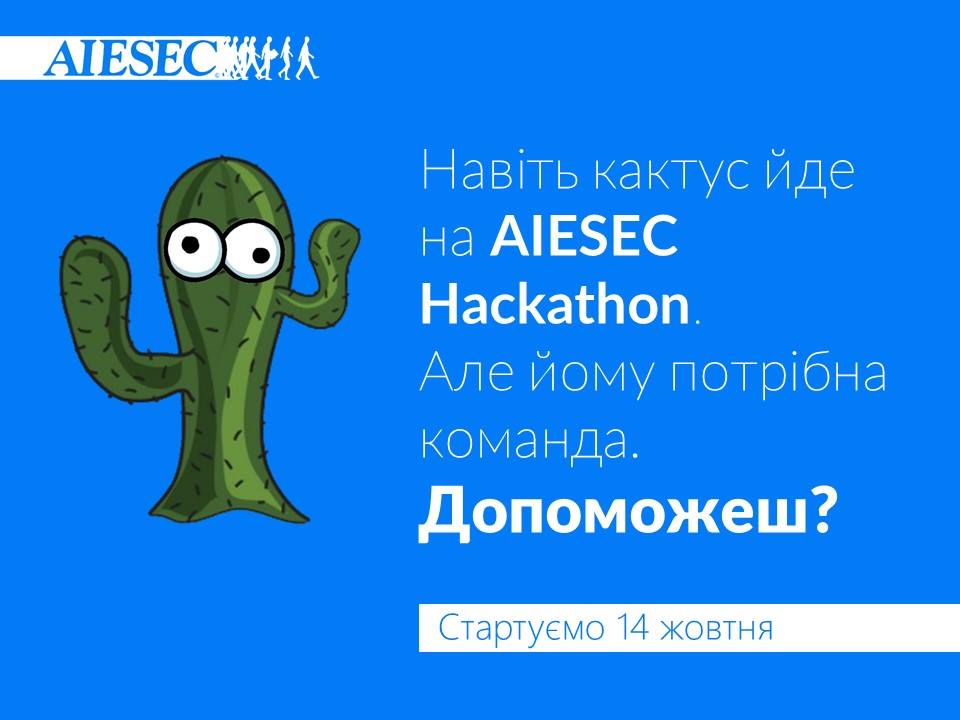 AIESEC
Навіть кактус йде
на AIESEC
Hackathon.
Але йому потрібна
команда.
Допоможеш?
Стартуємо 14 жовтня